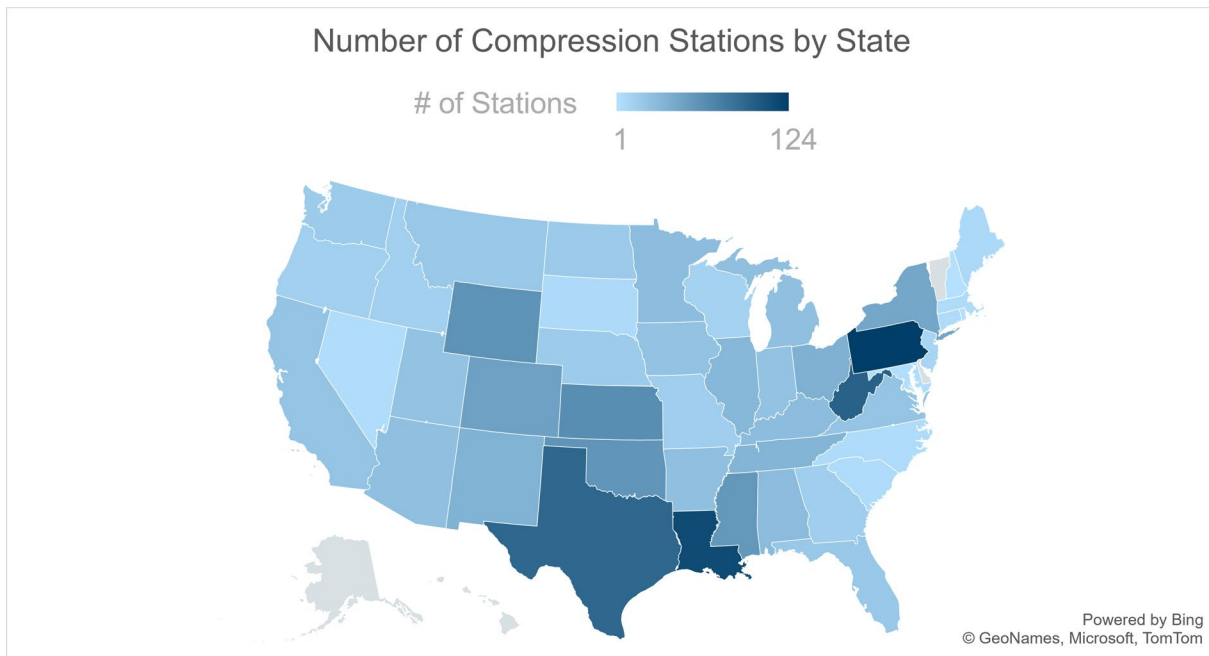 Number of Compression Stations by State
# of Stations
1 124
Powered by Bing
© GeoNames, Microsoft, TomTom